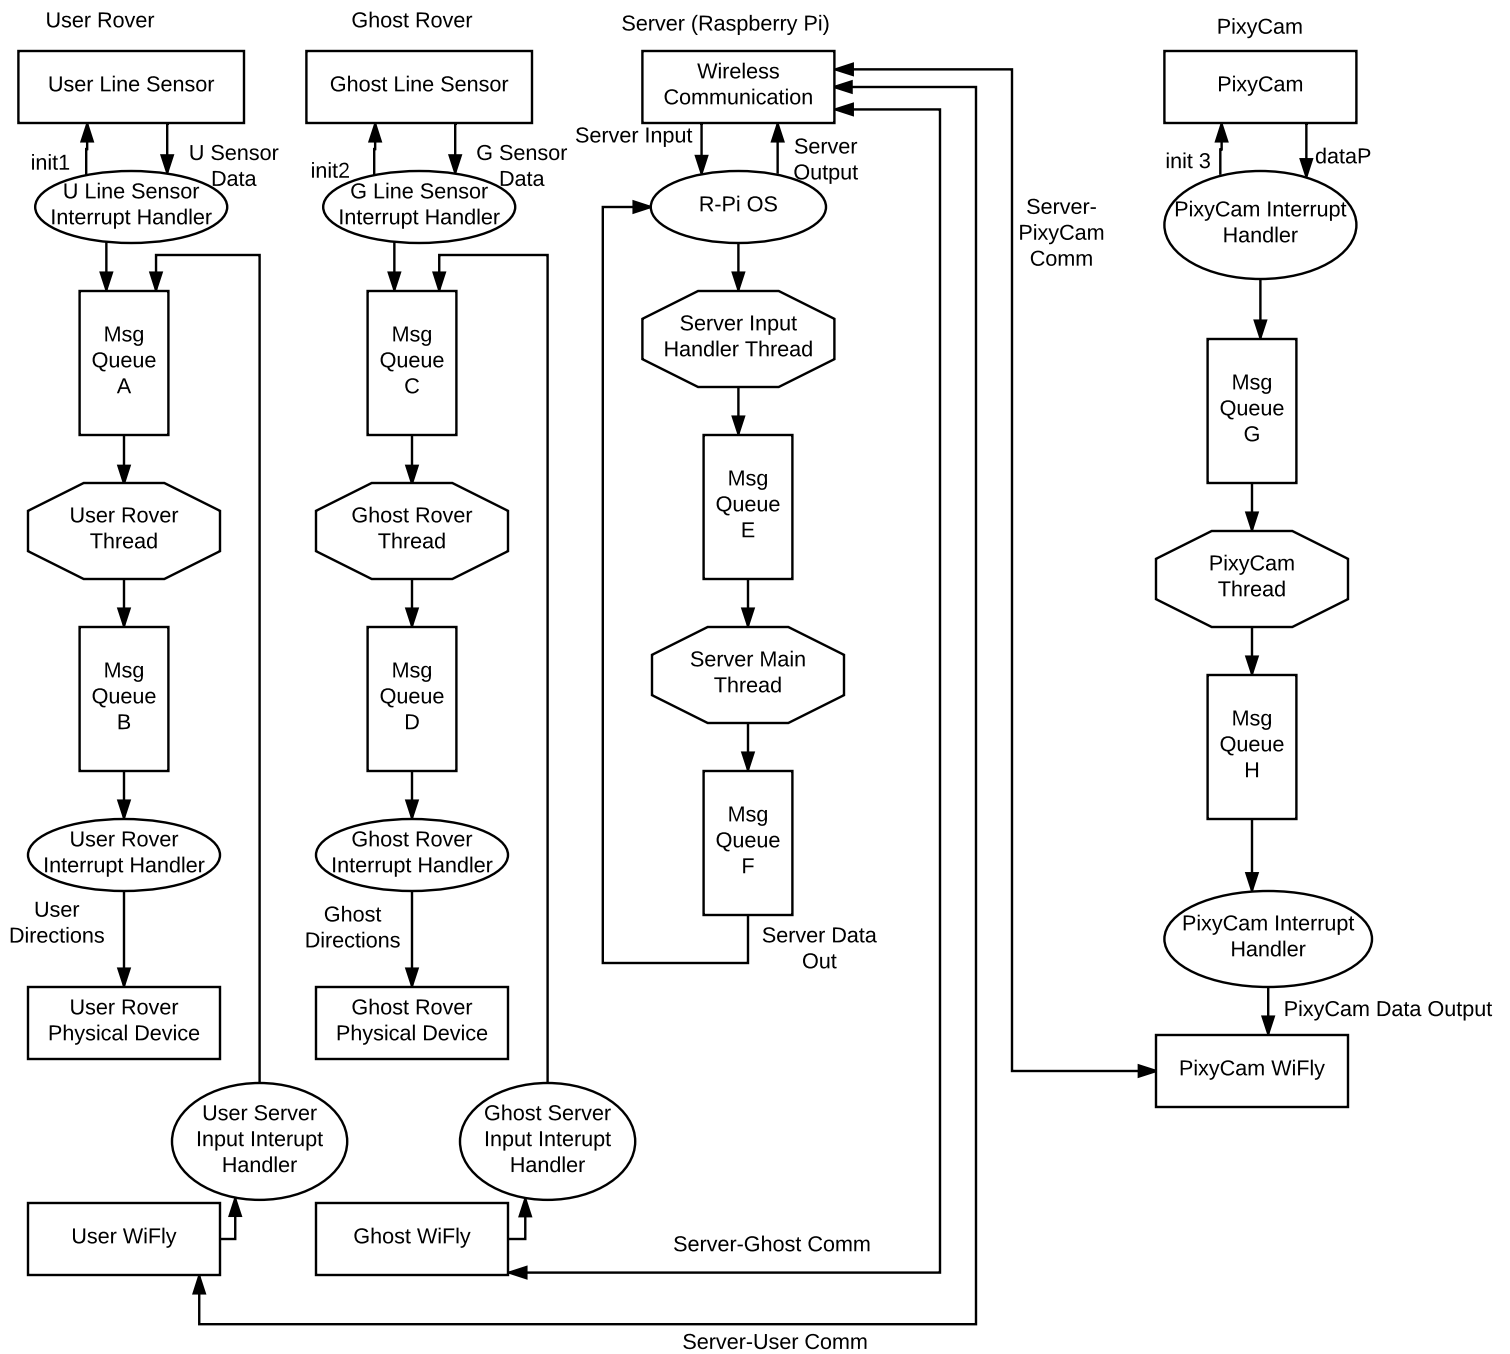 User Rover
User Line Sensor
init1
U Sensor
Data
U Line Sensor
Interrupt Handler
Msg
Queue
A
User Rover
Thread
Msg
Queue
B
User Rover
Interrupt Handler
User
Directions
User Rover
Physical Device
User Server
Input Interupt
Handler
User WiFly
Ghost Rover
Ghost Line Sensor
init2
G Sensor
Data
G Line Sensor
Interrupt Handler
Msg
Queue
C
Ghost Rover
Thread
Msg
Queue
D
Ghost Rover
Interrupt Handler
Ghost
Directions
Ghost Rover
Physical Device
Ghost Server
Input Interupt
Handler
Ghost WiFly
Server (Raspberry Pi)
Wireless
Communication
Server Input
Server
Output
R-Pi OS
Server Input
Handler Thread
Msg
Queue
E
Server Main
Thread
Msg
Queue
F
Server Data
Out
Server-Ghost Comm
Server-User Comm
Server-
PixyCam
Comm
PixyCam
PixyCam
init 3
dataP
PixyCam Interrupt
Handler
Msg
Queue
G
PixyCam
Thread
Msg
Queue
H
PixyCam Interrupt
Handler
PixyCam Data Output
PixyCam WiFly